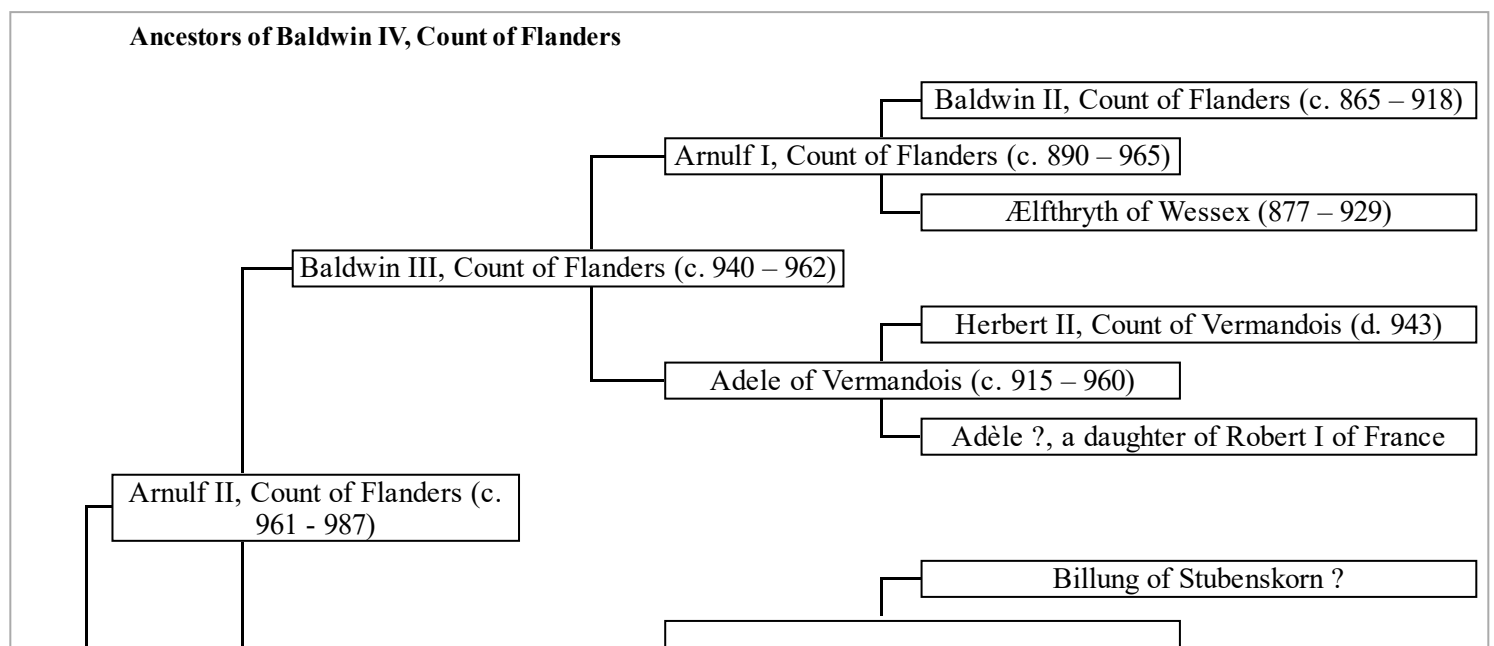 Ancestors of Baldwin IV, Count of Flanders
Baldwin II, Count of Flanders (c. 865 – 918)
Arnulf I, Count of Flanders (c. 890 – 965)
Ælfthryth of Wessex (877 – 929)
Baldwin III, Count of Flanders (c. 940 – 962)
Herbert II, Count of Vermandois (d. 943)
Adele of Vermandois (c. 915 – 960)
Adèle ?, a daughter of Robert I of France
Arnulf II, Count of Flanders (c.
961 - 987)
Billung of Stubenskorn ?